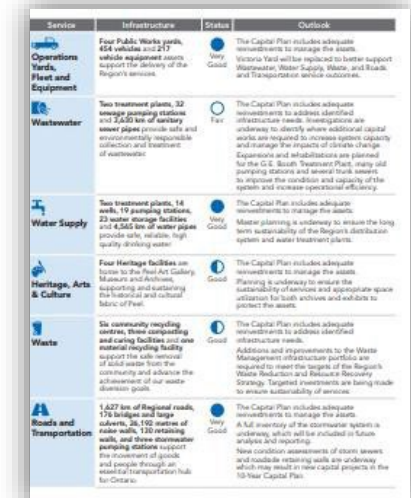 Service Infrastructure Status Outlook
Operations
Yards,
Fleet and
Equipment
Four Public Works yards,
454 vehicles and 217
vehicle equipment assets
support the delivery of the
Region's services.
Very
Good
The Capital Plan includes adequate
reinvestments to manage the assets.
Victoria Yard will be replaced to better support
Wastewater, Water Supply, Waste, and Roads
and Transportation service outcomes.
Wastewater
Two treatment plants, 32
sewage pumping stations
and 3,630 km of sanitary
sewer pipes provide safe and
environmentally responsible
collection and treatment
of wastewater.
Fair
The Capital Plan includes adequate
reinvestments to address identified
infrastructure needs. Investigations are
underway to identify where additional capital
works are required to increase system capacity
and manage the impacts of climate change.
Expansions and rehabilitations are planned
for the G.E. Booth Treatment Plant, many old
pumping stations and several trunk sewers
to improve the condition and capacity of the
system and increase operational efficiency.
Water Supply
Two treatment plants, 14
wells, 19 pumping stations,
23 water storage facilities
and 4,565 km of water pipes
provide safe, reliable, high
quality drinking water.
Very
Good
The Capital Plan includes adequate
reinvestments to manage the assets.
Master planning is underway to ensure the long
term sustainability of the Region's distribution
system and water treatment plants.
Heritage, Arts
& Culture
Four Heritage facilities are
home to the Peel Art Gallery,
Museum and Archives,
supporting and sustaining
the historical and cultural
fabric of Peel.
Good
The Capital Plan includes adequate
reinvestments to manage the assets.
Planning is underway to ensure the
sustainability of services and appropriate space
utilization for both archives and exhibits to
protect the assets.
Waste
Six community recycling
centres, three composting
and curing facilities and one
material recycling facility
support the safe removal
of solid waste from the
community and advance the
achievement of our waste
diversion goals.
Good
The Capital Plan includes adequate
reinvestments to address identified
infrastructure needs.
Additions and improvements to the Waste
Management infrastructure portfolio are
required to meet the targets of the Region's
Waste Reduction and Resource Recovery
Strategy. Targeted investments are being made
to ensure sustainability of services.
Roads and
Transportation
1,627 km of Regional roads,
176 bridges and large
culverts, 26,192 metres of
noise walls, 130 retaining
walls, and three stormwater
pumping stations support
the movement of goods
and people through an
essential transportation hub
for Ontario.
Very
Good
The Capital Plan includes adequate
reinvestments to manage the assets.
A full inventory of the stormwater system is
underway, which will be included in future
analysis and reporting.
New condition assessments of storm sewers
and roadside retaining walls are underway
which may result in new capital projects in the
10-Year Capital Plan.